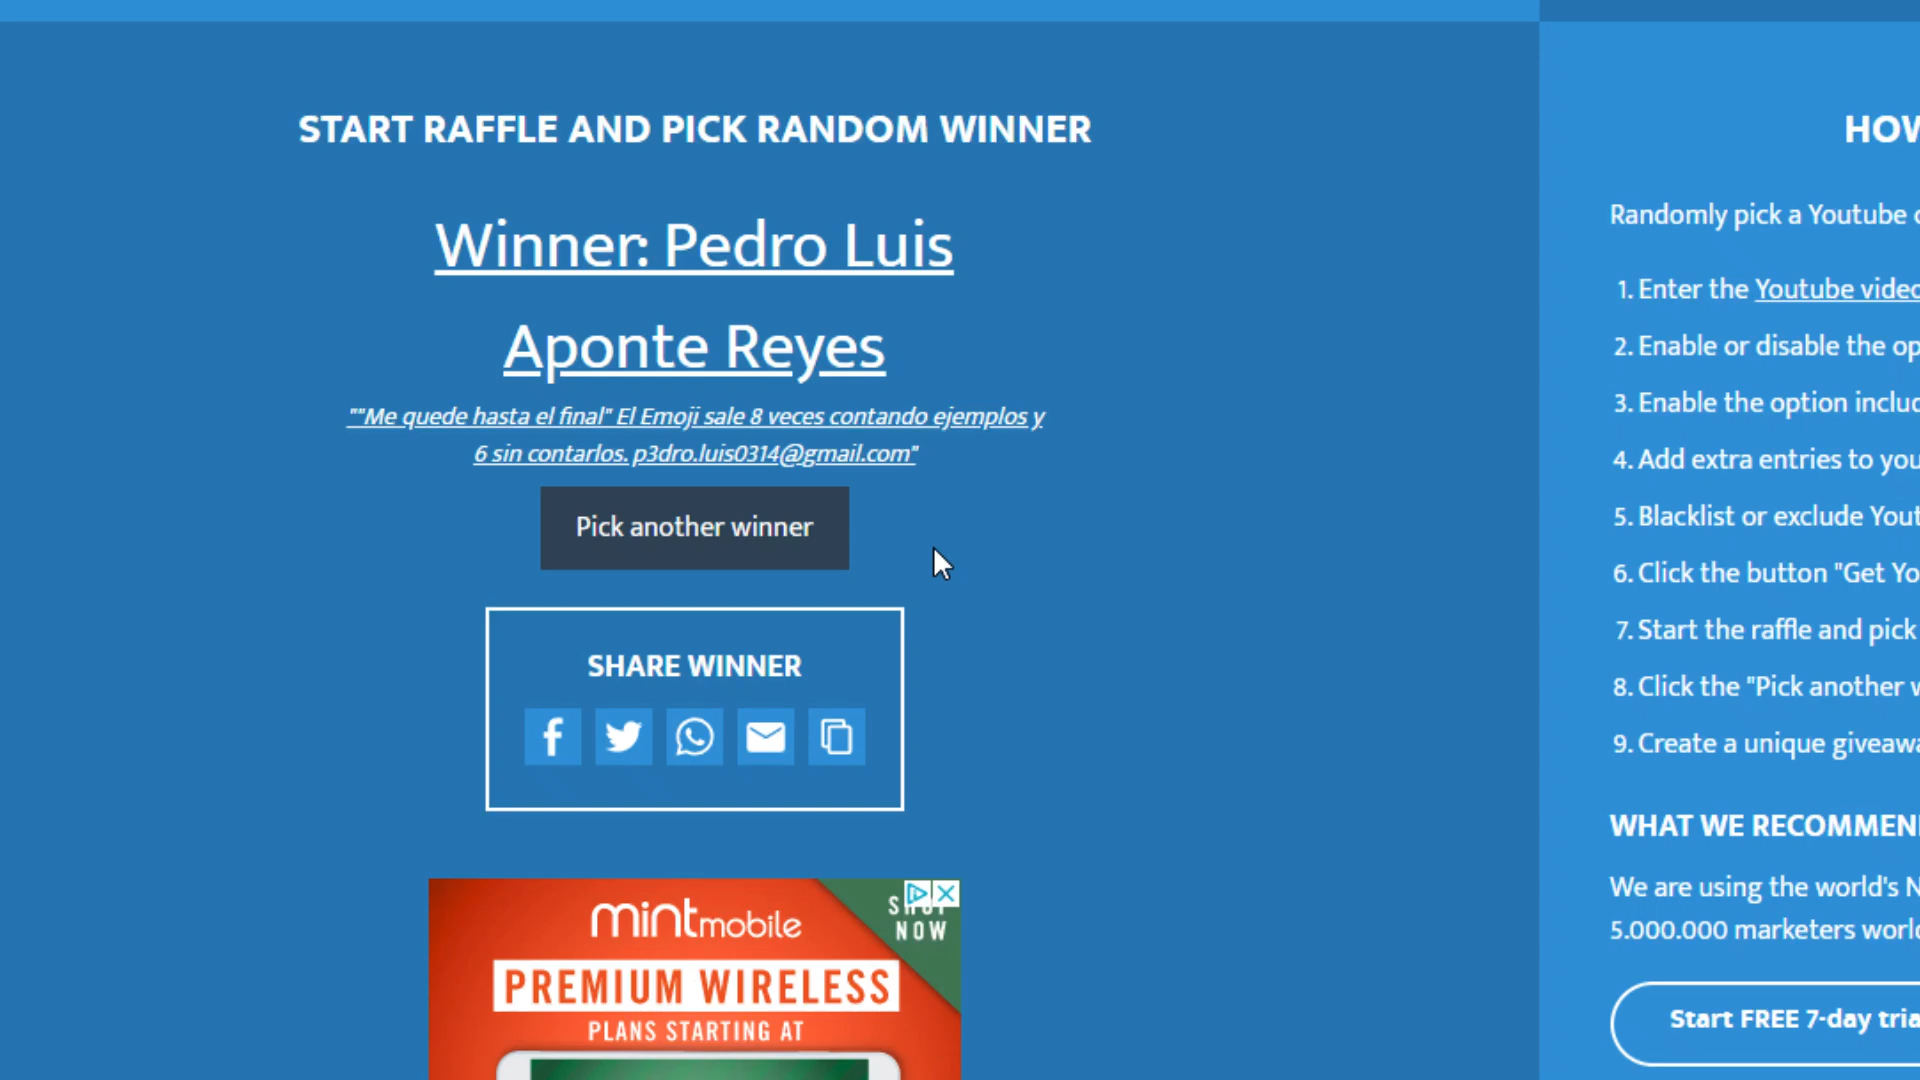 START RAFFLE AND PICK RANDOM WINNER
Winner: Pedro Luis
Aponte Reyes
""Me quede hasta el final" El Emoji sale 8 veces contando ejemplos y
6 sin contarlos. p3dro.luis0314@gmail.com"
Pick another winner
SHARE WINNER
mintmobile
SHOP
NOW
PREMIUM WIRELESS
PLANS STARTING AT
HOW
Randomly pick a Youtube
1. Enter the Youtube video
2. Enable or disable the op
3. Enable the option includ
4. Add extra entries to you
5. Blacklist or exclude Yout
6. Click the button "Get Yo
7. Start the raffle and pick
8. Click the "Pick another w
9. Create a unique giveawa
WHAT WE RECOMMEN
We are using the world's N
5.000.000 marketers world
Start FREE 7-day tria